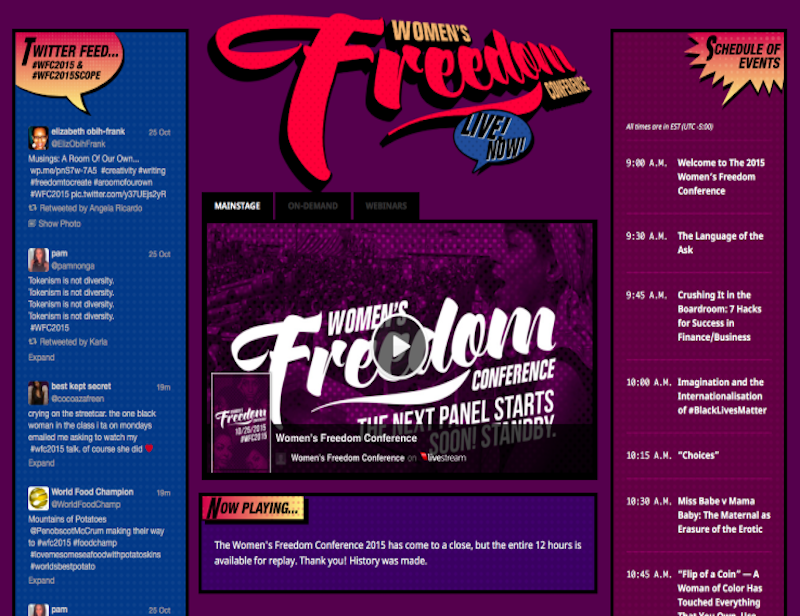 TWITTER FEED...
#WFC2015 &
#WFC2015SCOPE
elizabeth obih-frank 25 Oct
@ElizObihFrank
Musings: A Room Of Our Own...
wp.me/pnS7w-7A5 #creativity #writing
#freedomtocreate #aroomofourown
#WFC2015 pic.twitter.com/y37UEjs2yR
Retweeted by Angela Ricardo
Show Photo
pam 25 Oct
@pamnonga
Tokenism is not diversity.
Tokenism is not diversity.
Tokenism is not diversity.
Tokenism is not diversity.
#WFC2015
Retweeted by Karla
Expand
best kept secret 19m
@cocoazafreen
crying on the streetcar. the one black
woman in the class i ta on mondays
emailed me asking to watch my
#wfc2015 talk. of course she did
Expand
World Food Champion 19m
@WorldFoodChamp
Mountains of Potatoes
@PenobscotMcCrum making their way
to #wfc2015 #foodchamp
#lovemesomeseafoodwithpotatoskins
#worldsbestpotato
Expand
pam 25 Oct
WOMEN'S
Freedom
CONFERENCE
LIVE!
NOW!
MAINSTAGE ON-DEMAND WEBINARS
WOMEN'S
Freedom
CONFERENCE
THE NEXT PANEL STARTS
SOON! STANDBY.
Freedom
10/25/2015
#WFC2015
Women's Freedom Conference
Women's Freedom Conference on livestream
NOW PLAYING...
The Women's Freedom Conference 2015 has come to a close, but the entire 12 hours is
available for replay. Thank you! History was made.
SCHEDULE OF
EVENTS
All times are in EST (UTC -5:00)
9:00 A.M. Welcome to The 2015
Women's Freedom
Conference
9:30 A.M. The Language of the
Ask
9:45 A.M. Crushing It in the
Boardroom: 7 Hacks
for Success in
Finance/Business
10:00 A.M. Imagination and the
Internationalisation
of #BlackLivesMatter
10:15 A.M. “Choices”
10:30 A.M. Miss Babe v Mama
Baby: The Maternal as
Erasure of the Erotic
10:45 A.M. “Flip of a Coin” — A
Woman of Color Has
Touched Everything
That You Own, Use